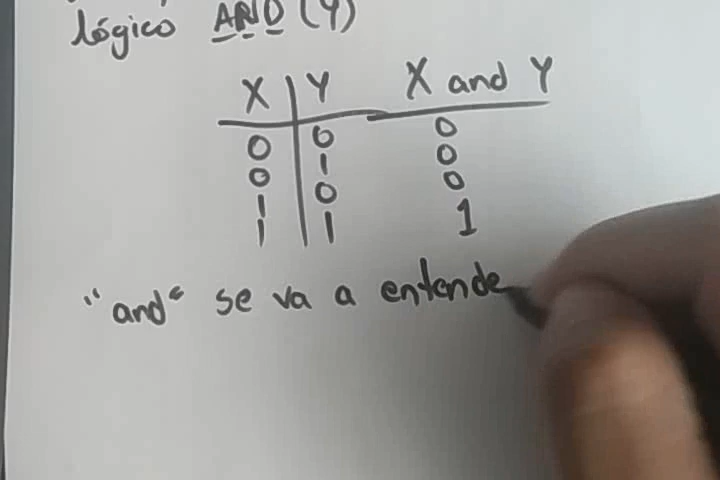 lógico AND (Y)
X Y X and Y
0 0 0
0 1 0
1 0 0
1 1 1
"and" se va a entende